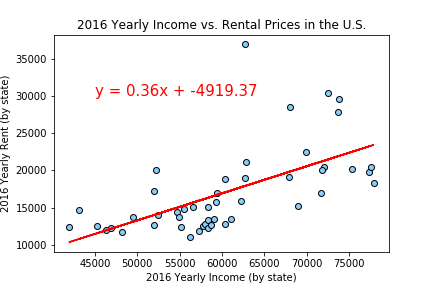 2016 Yearly Income vs. Rental Prices in the U.S.
y = 0.36x + -4919.37
2016 Yearly Rent (by state)
35000
30000
25000
20000
15000
10000
45000 50000 55000 60000 65000 70000 75000
2016 Yearly Income (by state)